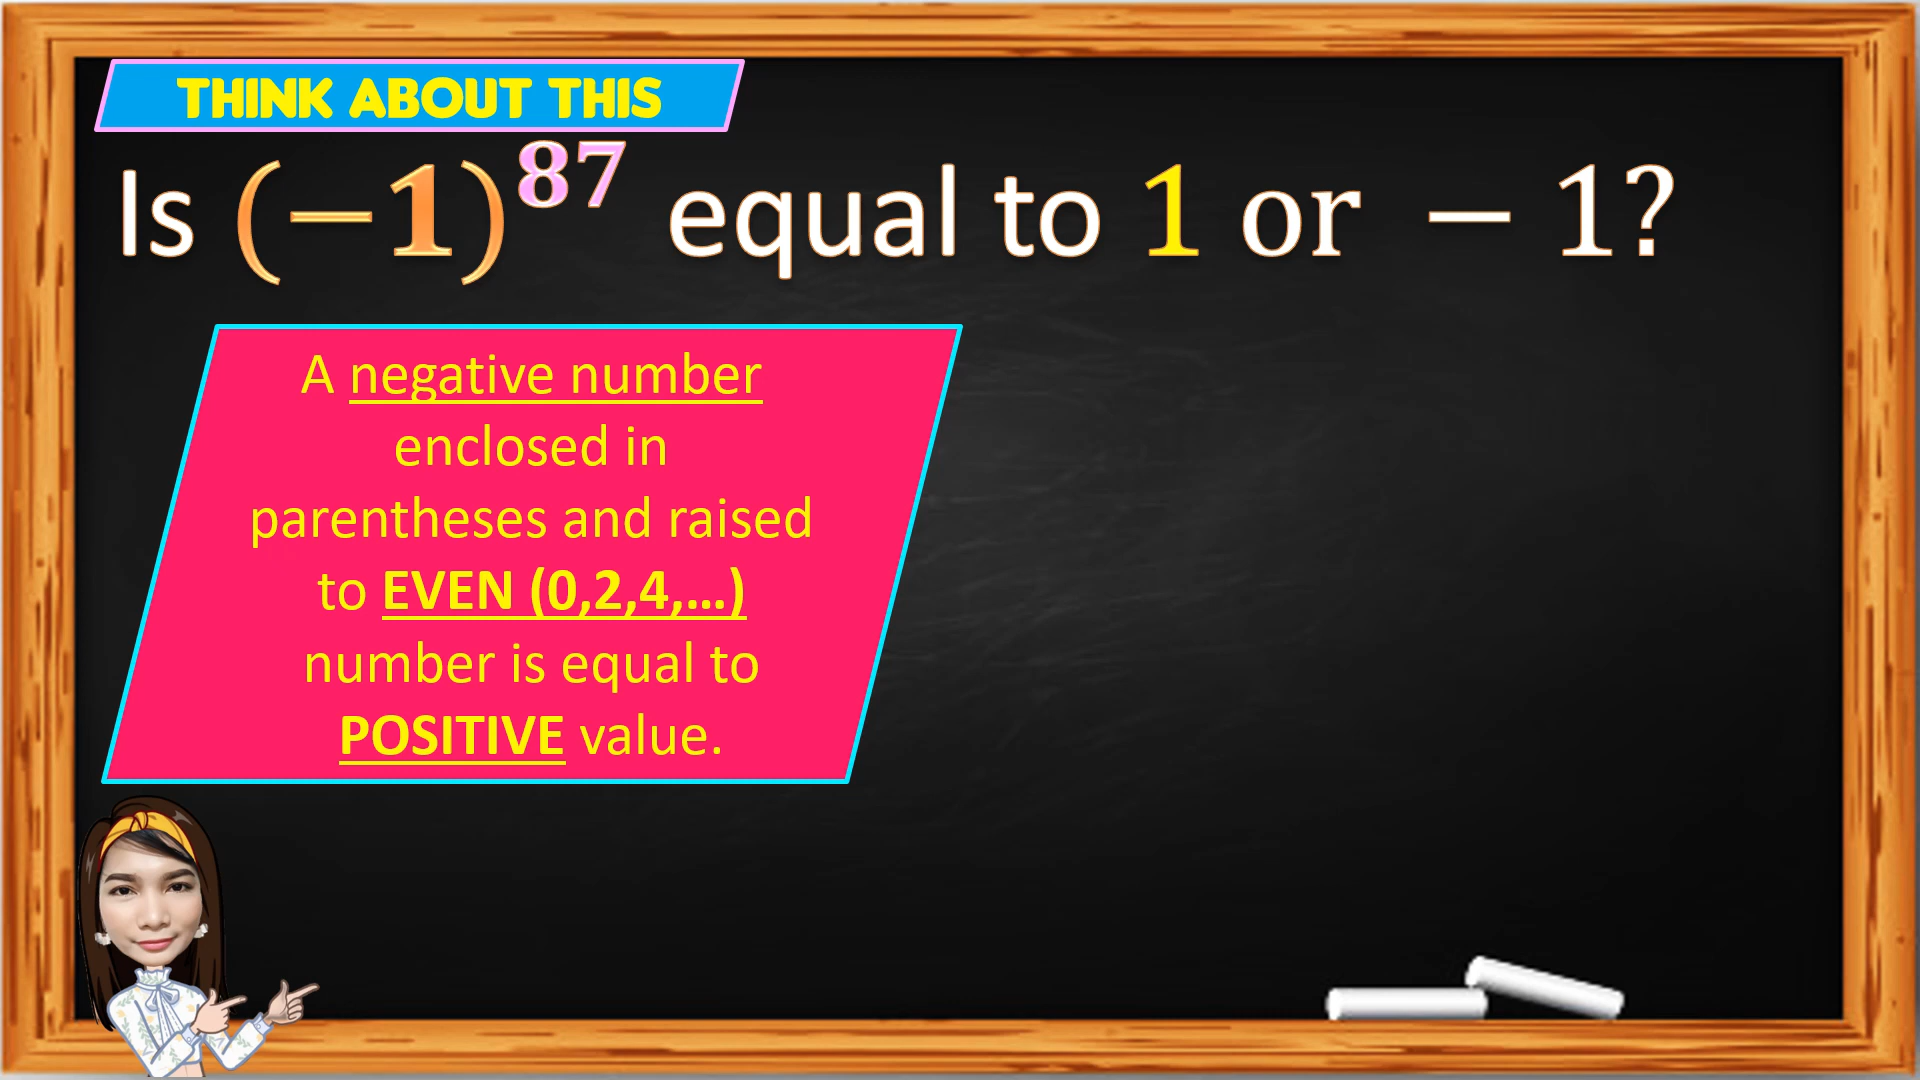 THINK ABOUT THIS
Is (−1)^87 equal to 1 or − 1?
A negative number
enclosed in
parentheses and raised
to EVEN (0,2,4,...)
number is equal to
POSITIVE value.